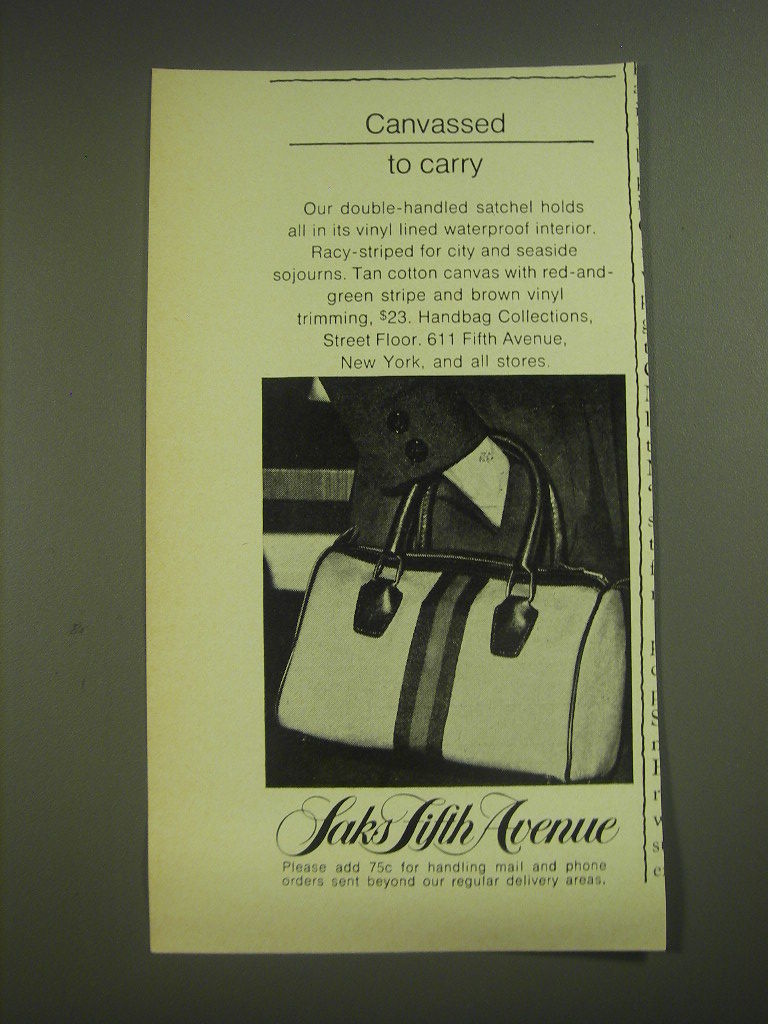 Canvassed
to carry
Our double-handled satchel holds
all in its vinyl lined waterproof interior.
Racy-striped for city and seaside
sojourns. Tan cotton canvas with red-and-
green stripe and brown vinyl
trimming, $23. Handbag Collections,
Street Floor. 611 Fifth Avenue,
New York, and all stores.
Saks Fifth Avenue
Please add 75c for handling mail and phone
orders sent beyond our regular delivery areas.